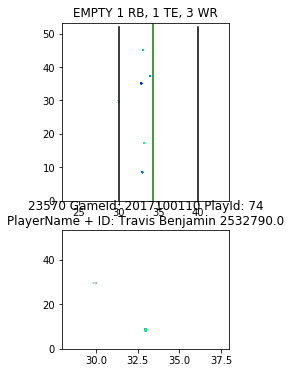 EMPTY 1 RB, 1 TE, 3 WR
50
40
30
20
10
0
25 30 35 40
23570 GameId: 2017100110 PlayId: 74
PlayerName + ID: Travis Benjamin 2532790.0
40
20
0
30.0 32.5 35.0 37.5